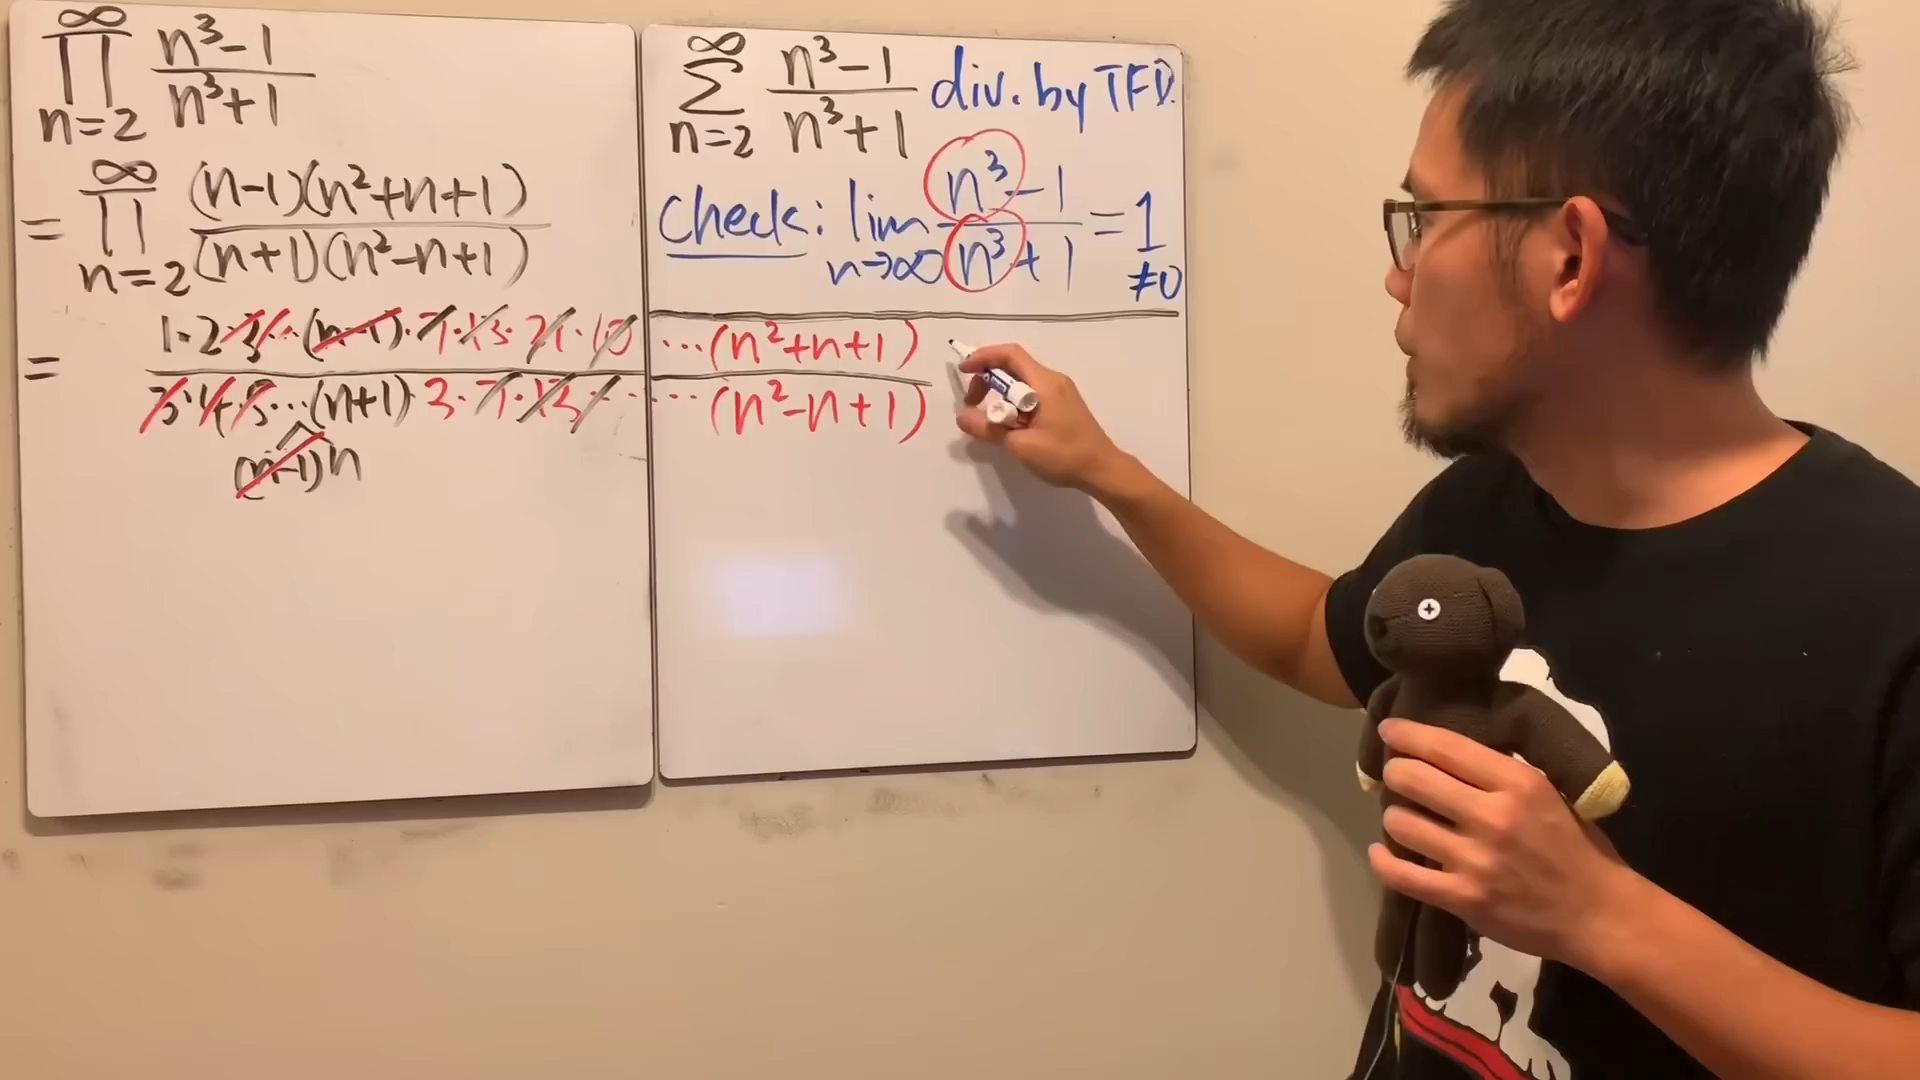 ∞ ∏ n=2 n³-1 / n³+1
= ∞ ∏ n=2 (n-1)(n²+n+1) / (n+1)(n²-n+1)
= 1·2·3·…(n-1)·7·13·21·…(n²+n+1) / 3·4·5…(n+1)·3·7·13·……(n²-n+1)
(n-1)n
∞ ∑ n=2 n³-1 / n³+1 div. by TFD.
Check: lim n→∞ n³-1 / n³+1 = 1
≠0